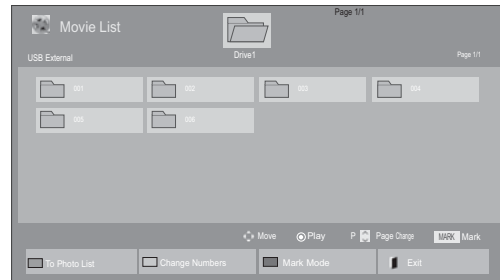 Page 1/1
Movie List
USB External
Drive1
Page 1/1
001
002
003
004
005
006
Move
Play
P
Page Change
MARK
Mark
To Photo List
Change Numbers
Mark Mode
Exit